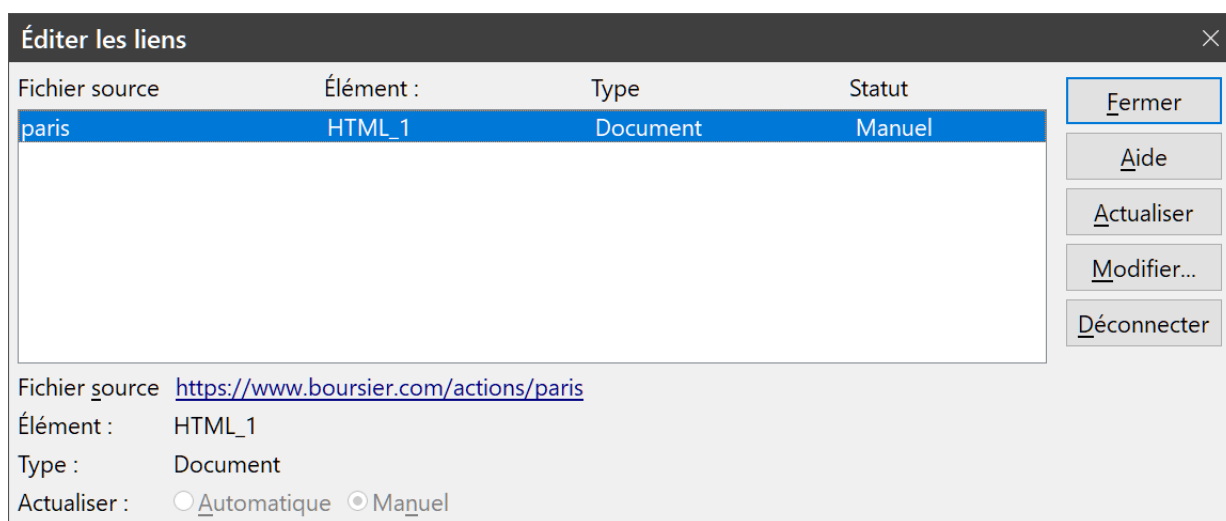 Éditer les liens
Fichier source Élément : Type Statut
paris HTML_1 Document Manuel
Fermer
Aide
Actualiser
Modifier...
Déconnecter
Fichier source https://www.boursier.com/actions/paris
Élément : HTML_1
Type : Document
Actualiser : Automatique Manuel